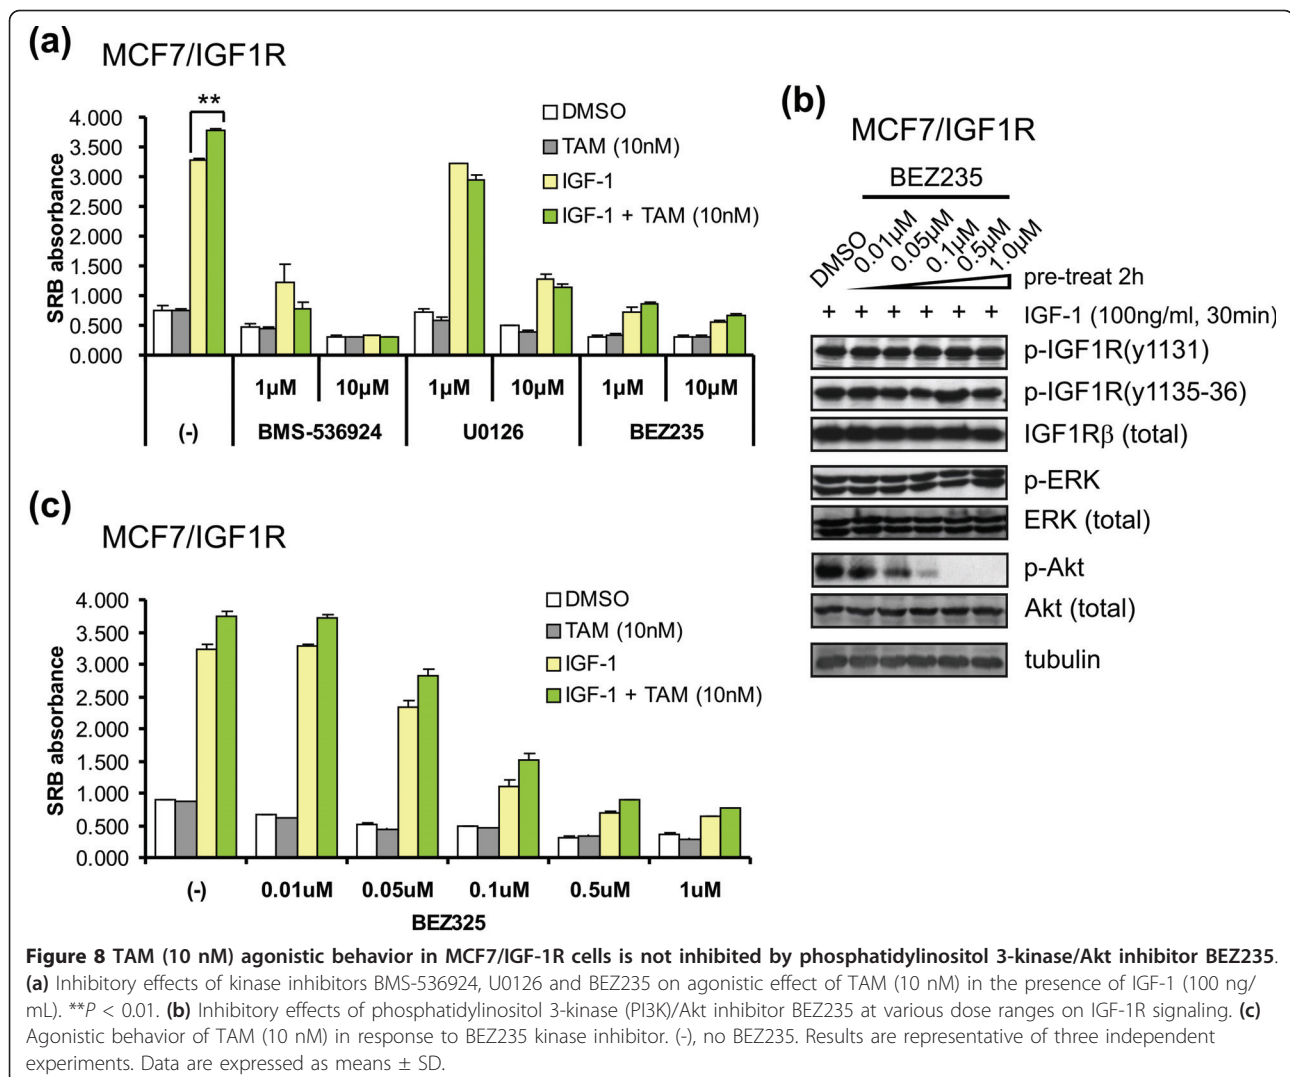 (a) MCF7/IGF1R
**
SRB absorbance
4.000
3.500
3.000
2.500
2.000
1.500
1.000
0.500
0.000
DMSO
TAM (10nM)
IGF-1
IGF-1 + TAM (10nM)
1µM 10µM 1µM 10µM 1µM 10µM
(-) BMS-536924 U0126 BEZ235
(b) MCF7/IGF1R
BEZ235
DMSO 0.01µM 0.05µM 0.1µM 0.5µM 1.0µM
pre-treat 2h
+ + + + + + IGF-1 (100ng/ml, 30min)
p-IGF1R(y1131)
p-IGF1R(y1135-36)
IGF1Rβ (total)
p-ERK
ERK (total)
p-Akt
Akt (total)
tubulin
(c) MCF7/IGF1R
SRB absorbance
4.000
3.500
3.000
2.500
2.000
1.500
1.000
0.500
0.000
DMSO
TAM (10nM)
IGF-1
IGF-1 + TAM (10nM)
(-) 0.01uM 0.05uM 0.1uM 0.5uM 1uM
BEZ325
Figure 8 TAM (10 nM) agonistic behavior in MCF7/IGF-1R cells is not inhibited by phosphatidylinositol 3-kinase/Akt inhibitor BEZ235.
(a) Inhibitory effects of kinase inhibitors BMS-536924, U0126 and BEZ235 on agonistic effect of TAM (10 nM) in the presence of IGF-1 (100 ng/
mL). **P < 0.01. (b) Inhibitory effects of phosphatidylinositol 3-kinase (PI3K)/Akt inhibitor BEZ235 at various dose ranges on IGF-1R signaling. (c)
Agonistic behavior of TAM (10 nM) in response to BEZ235 kinase inhibitor. (-), no BEZ235. Results are representative of three independent
experiments. Data are expressed as means ± SD.